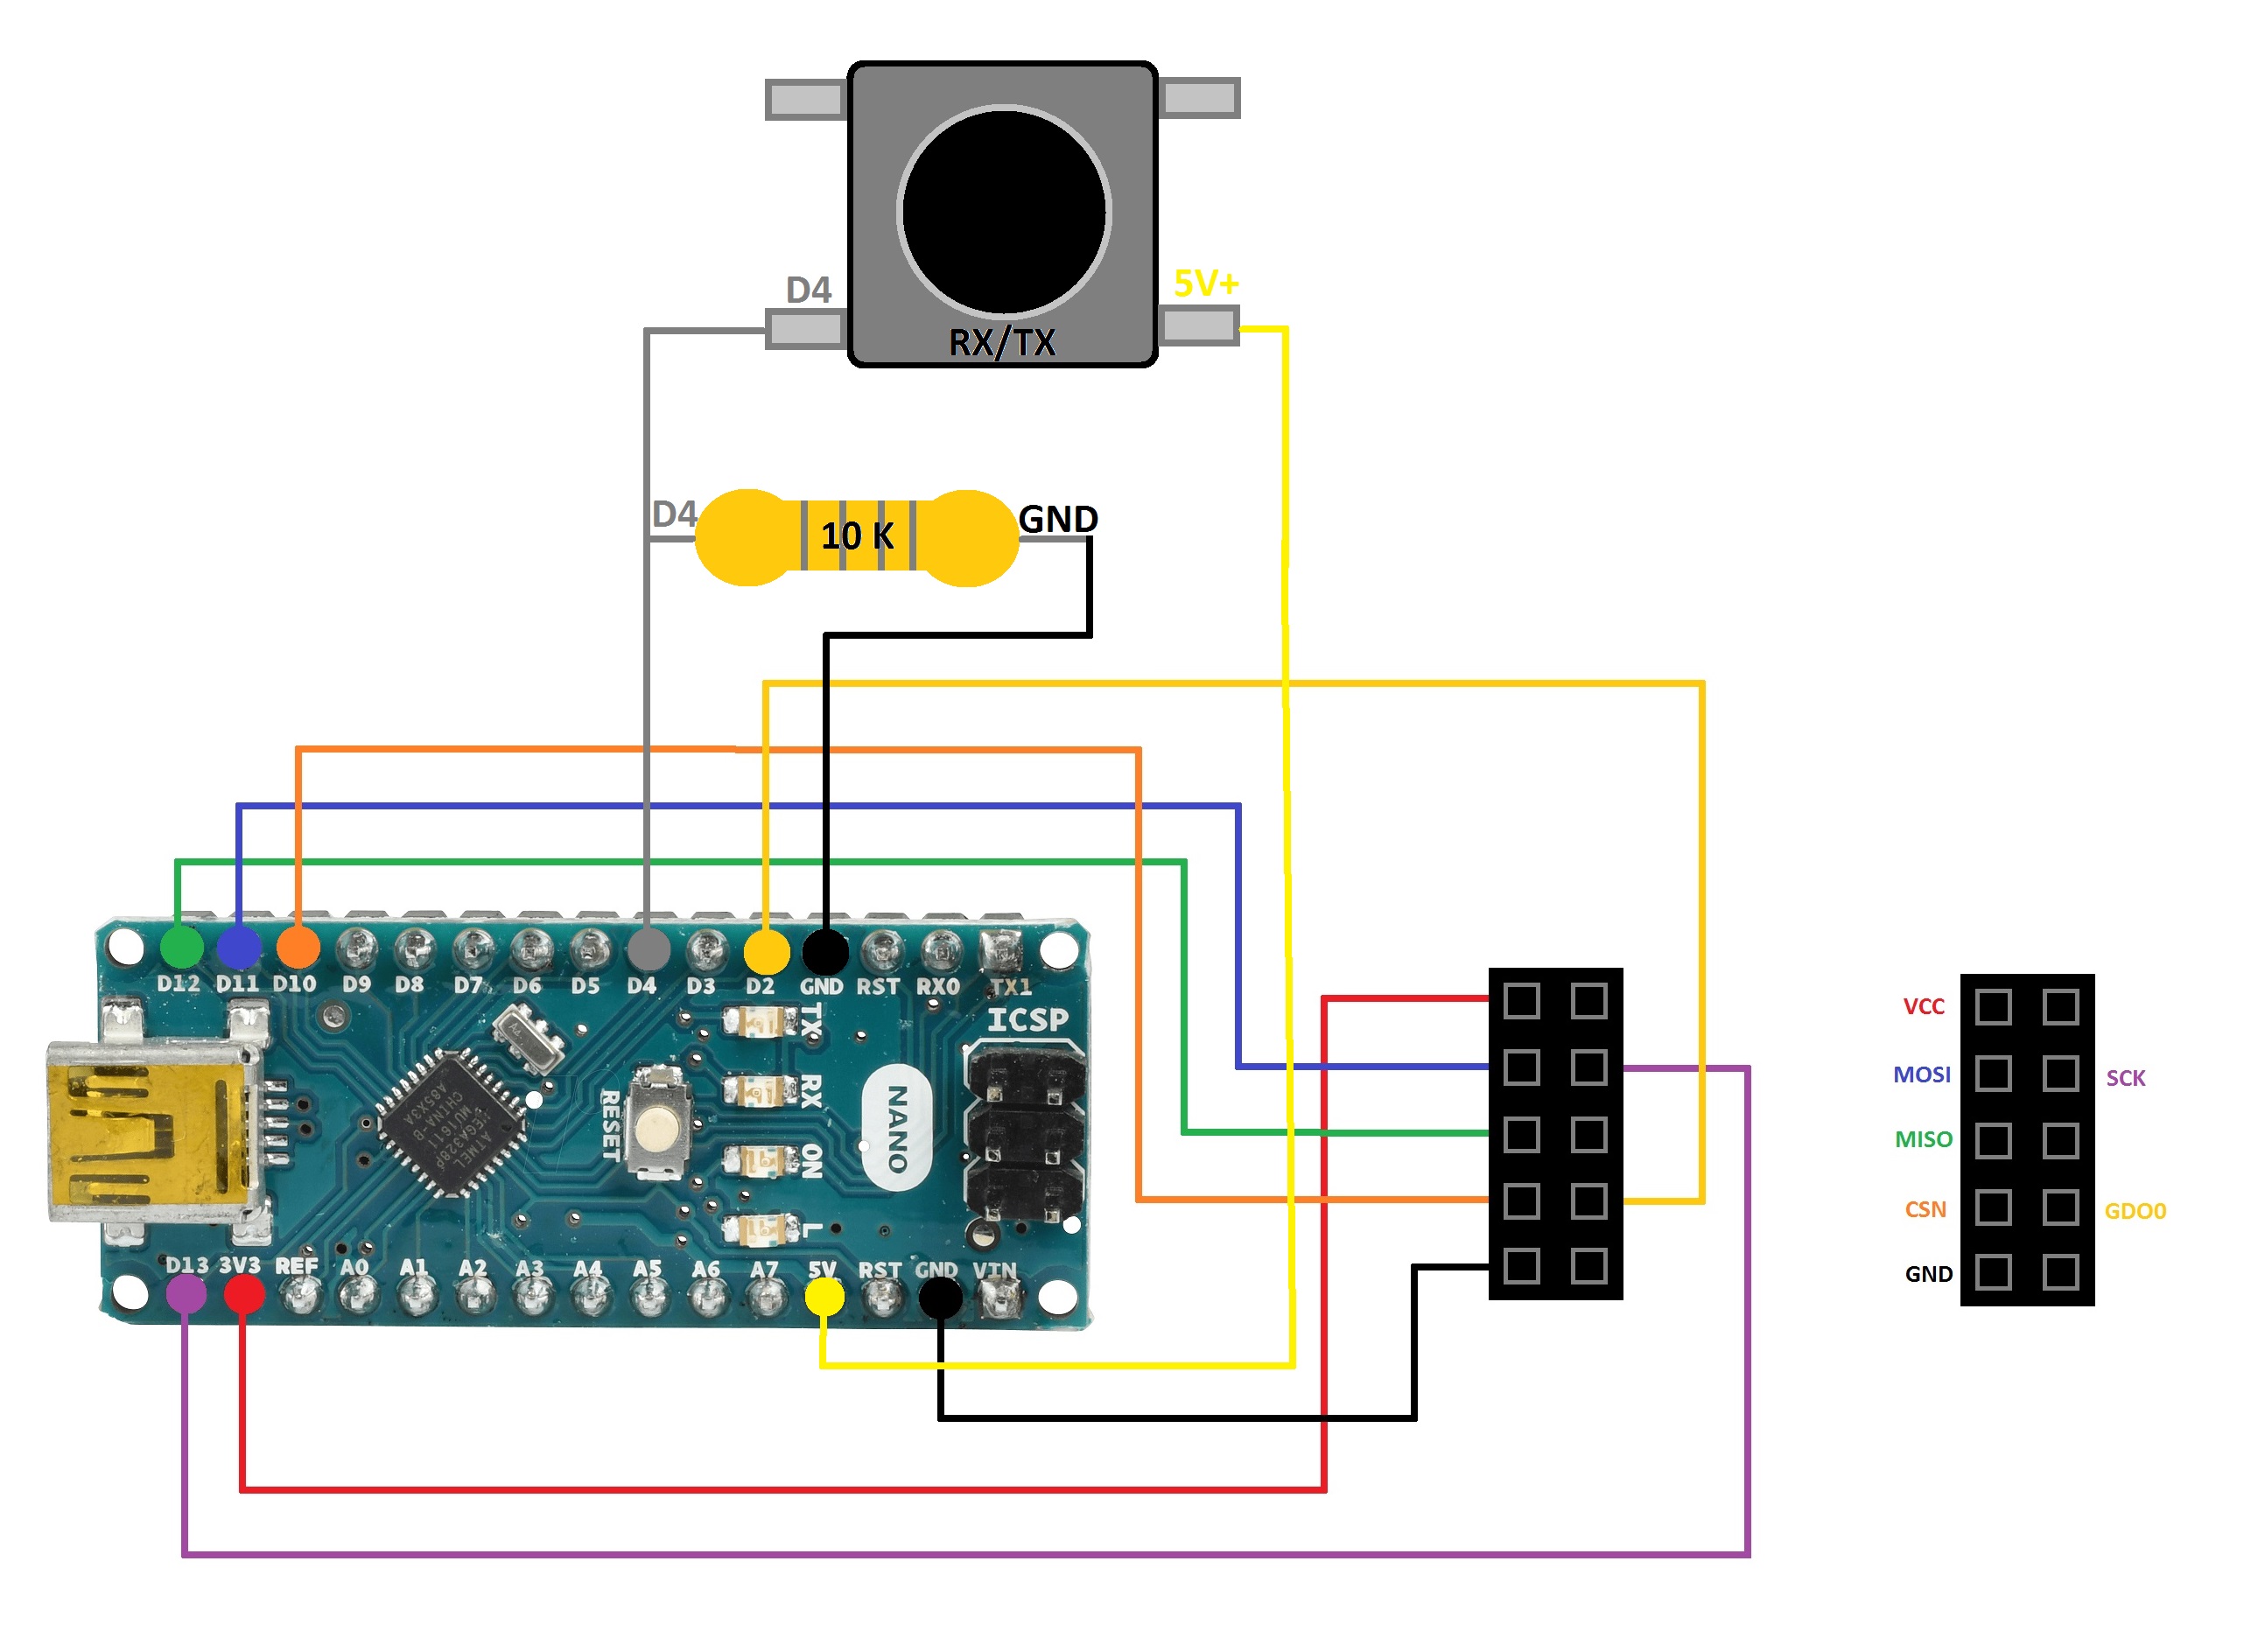 D4
5V+
RX/TX
D4
10 K
GND
D12 D11 D10 D9 D8 D7 D6 D5 D4 D3 D2 GND RST RX0 TX1
ICSP
TX
RX
RESET
NANO
ON
L
ATMEL
MEGA328P
D13 3V3 REF A0 A1 A2 A3 A4 A5 A6 A7 5V RST GND VIN
VCC
MOSI
SCK
MISO
CSN
GDO0
GND